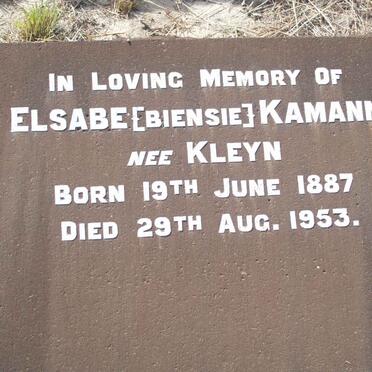 IN LOVING MEMORY OF
ELSABE [BIENSIE] KAMANN
NEE KLEYN
BORN 19TH JUNE 1887
DIED 29TH AUG. 1953.